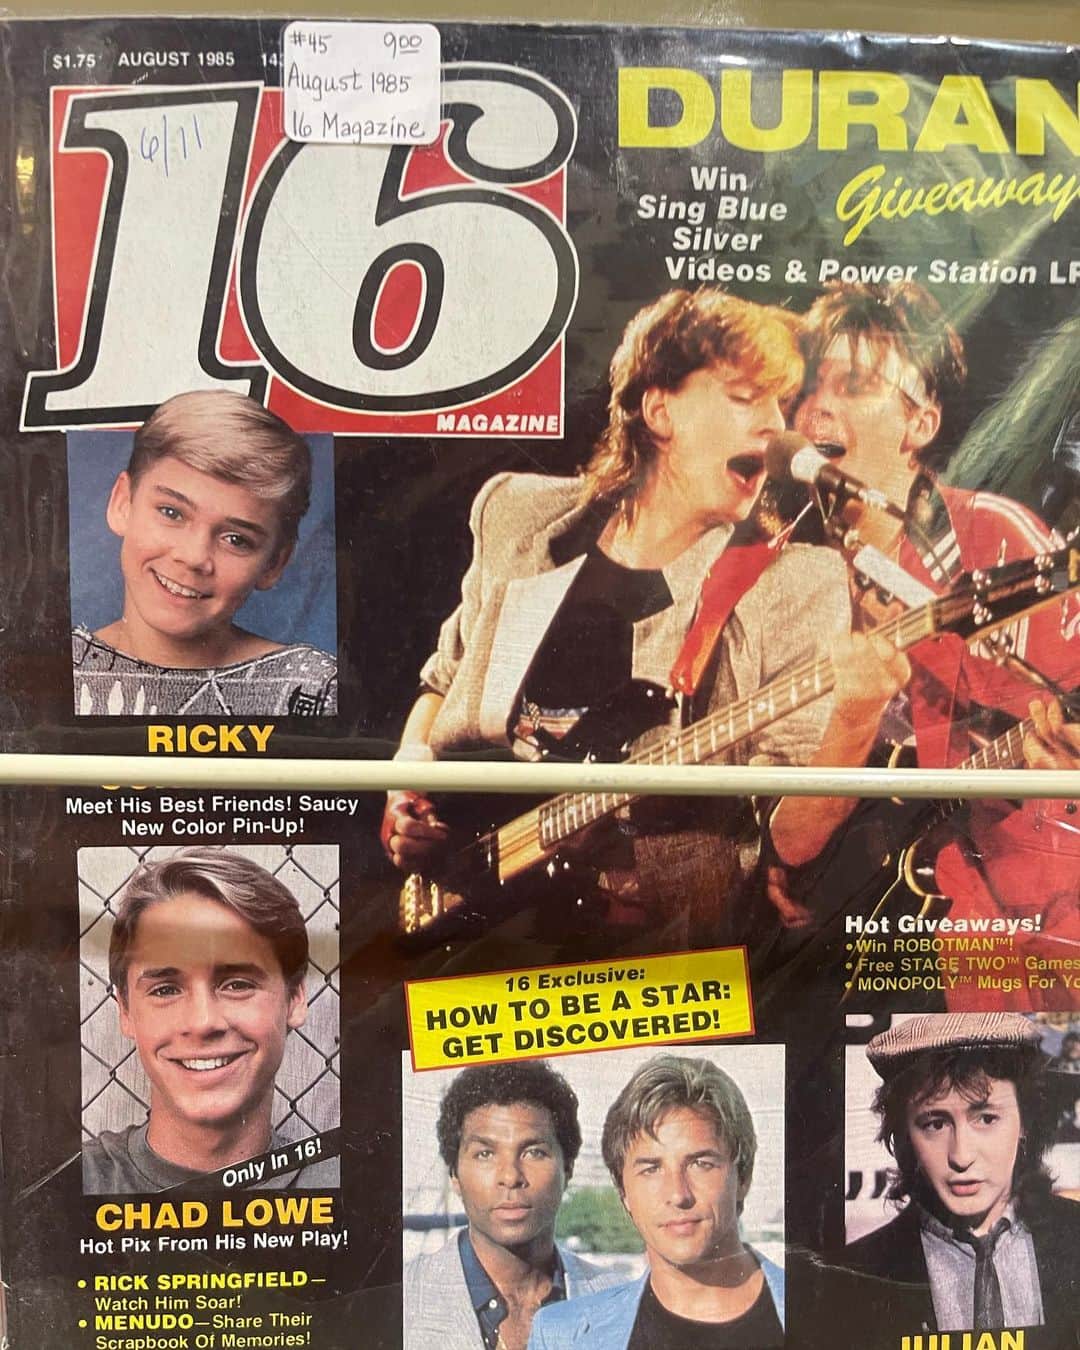 $1.75 AUGUST 1985
#45 9.00
August 1985
16 Magazine
6/11
16
MAGAZINE
DURAN
Giveaway
Win
Sing Blue
Silver
Videos & Power Station LP
RICKY
Meet His Best Friends! Saucy
New Color Pin-Up!
Only In 16!
CHAD LOWE
Hot Pix From His New Play!
• RICK SPRINGFIELD—
Watch Him Soar!
• MENUDO—Share Their
Scrapbook Of Memories!
16 Exclusive:
HOW TO BE A STAR:
GET DISCOVERED!
Hot Giveaways!
• Win ROBOTMAN™!
• Free STAGE TWO™ Games
• MONOPOLY™ Mugs For
JULIAN